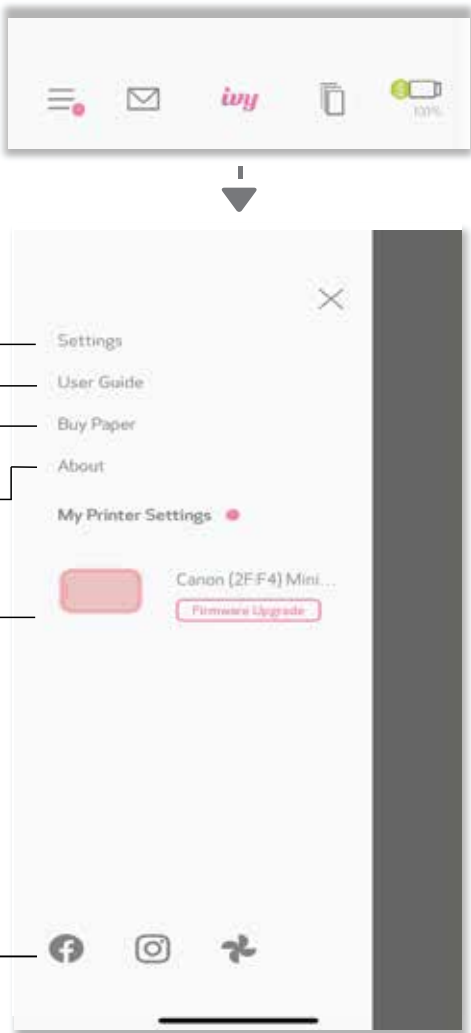 ivy
100%
Settings
User Guide
Buy Paper
About
My Printer Settings
Canon (2F:F4) Mini...
Firmware Upgrade